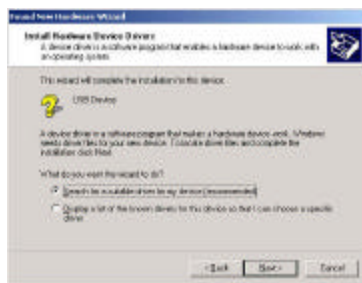 Found New Hardware Wizard
Install Hardware Device Drivers
A device driver is a software program that enables a hardware device to work with
an operating system.
This wizard will complete the installation for this device:
USB Device
A device driver is a software program that makes a hardware device work. Windows
needs driver files for your new device. To locate driver files and complete the
installation click Next.
What do you want the wizard to do?
Search for a suitable driver for my device (recommended)
Display a list of the known drivers for this device so that I can choose a specific
driver
< Back Next > Cancel